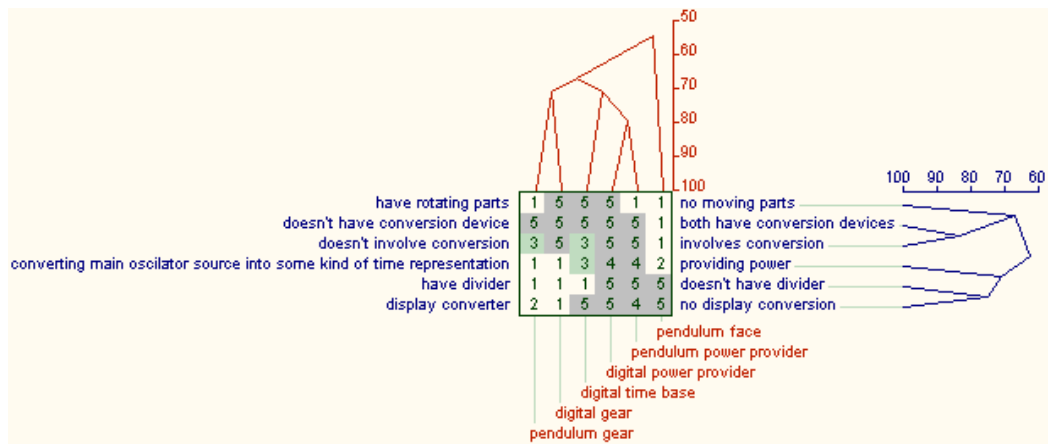 50
60
70
80
90
100
100 90 80 70 60
have rotating parts 1 5 5 5 1 1 no moving parts
doesn't have conversion device 5 5 5 5 5 1 both have conversion devices
doesn't involve conversion 3 5 3 5 5 1 involves conversion
converting main oscilator source into some kind of time representation 1 1 3 4 4 2 providing power
have divider 1 1 1 5 5 5 doesn't have divider
display converter 2 1 5 5 4 5 no display conversion
pendulum face
pendulum power provider
digital power provider
digital time base
digital gear
pendulum gear